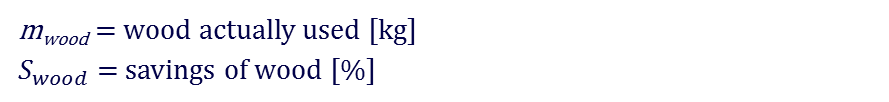 m_wood = wood actually used [kg]
S_wood = savings of wood [%]